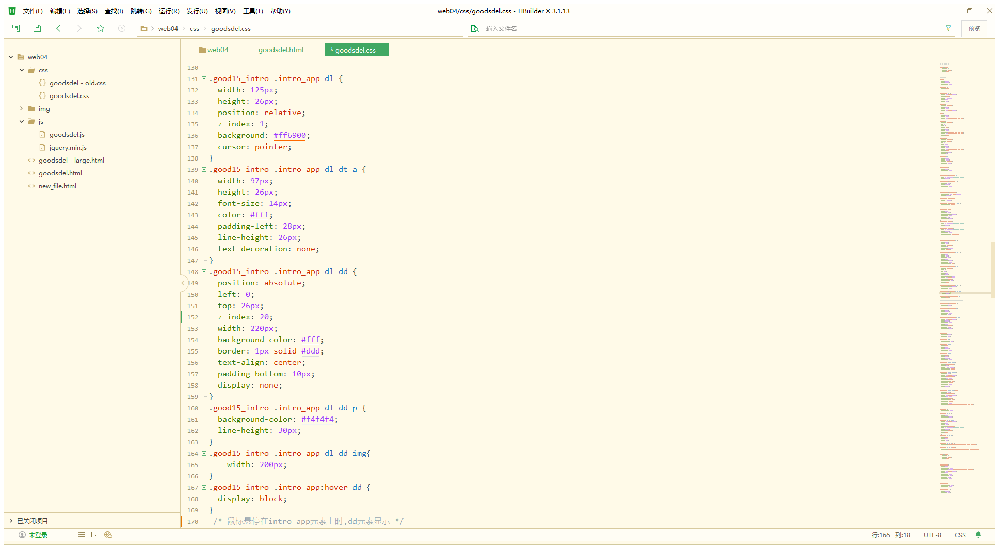 文件(F) 编辑(E) 选择(S) 查找(I) 跳转(G) 运行(R) 发行(U) 视图(V) 工具(T) 帮助(Y) web04/css/goodsdel.css - HBuilder X 3.1.13
web04 css goodsdel.css 输入文件名 预览
web04 goodsdel.html * goodsdel.css
web04
css
goodsdel - old.css
goodsdel.css
img
js
goodsdel.js
jquery.min.js
goodsdel - large.html
goodsdel.html
new_file.html
130
131 .good15_intro .intro_app dl {
132 width: 125px;
133 height: 26px;
134 position: relative;
135 z-index: 1;
136 background: #ff6900;
137 cursor: pointer;
138 }
139 .good15_intro .intro_app dl dt a {
140 width: 97px;
141 height: 26px;
142 font-size: 14px;
143 color: #fff;
144 padding-left: 28px;
145 line-height: 26px;
146 text-decoration: none;
147 }
148 .good15_intro .intro_app dl dd {
149 position: absolute;
150 left: 0;
151 top: 26px;
152 z-index: 20;
153 width: 220px;
154 background-color: #fff;
155 border: 1px solid #ddd;
156 text-align: center;
157 padding-bottom: 10px;
158 display: none;
159 }
160 .good15_intro .intro_app dl dd p {
161 background-color: #f4f4f4;
162 line-height: 30px;
163 }
164 .good15_intro .intro_app dl dd img{
165 width: 200px;
166 }
167 .good15_intro .intro_app:hover dd {
168 display: block;
169 }
170 /* 鼠标悬停在intro_app元素上时,dd元素显示 */
已关闭项目
未登录 行:165 列:18 UTF-8 CSS